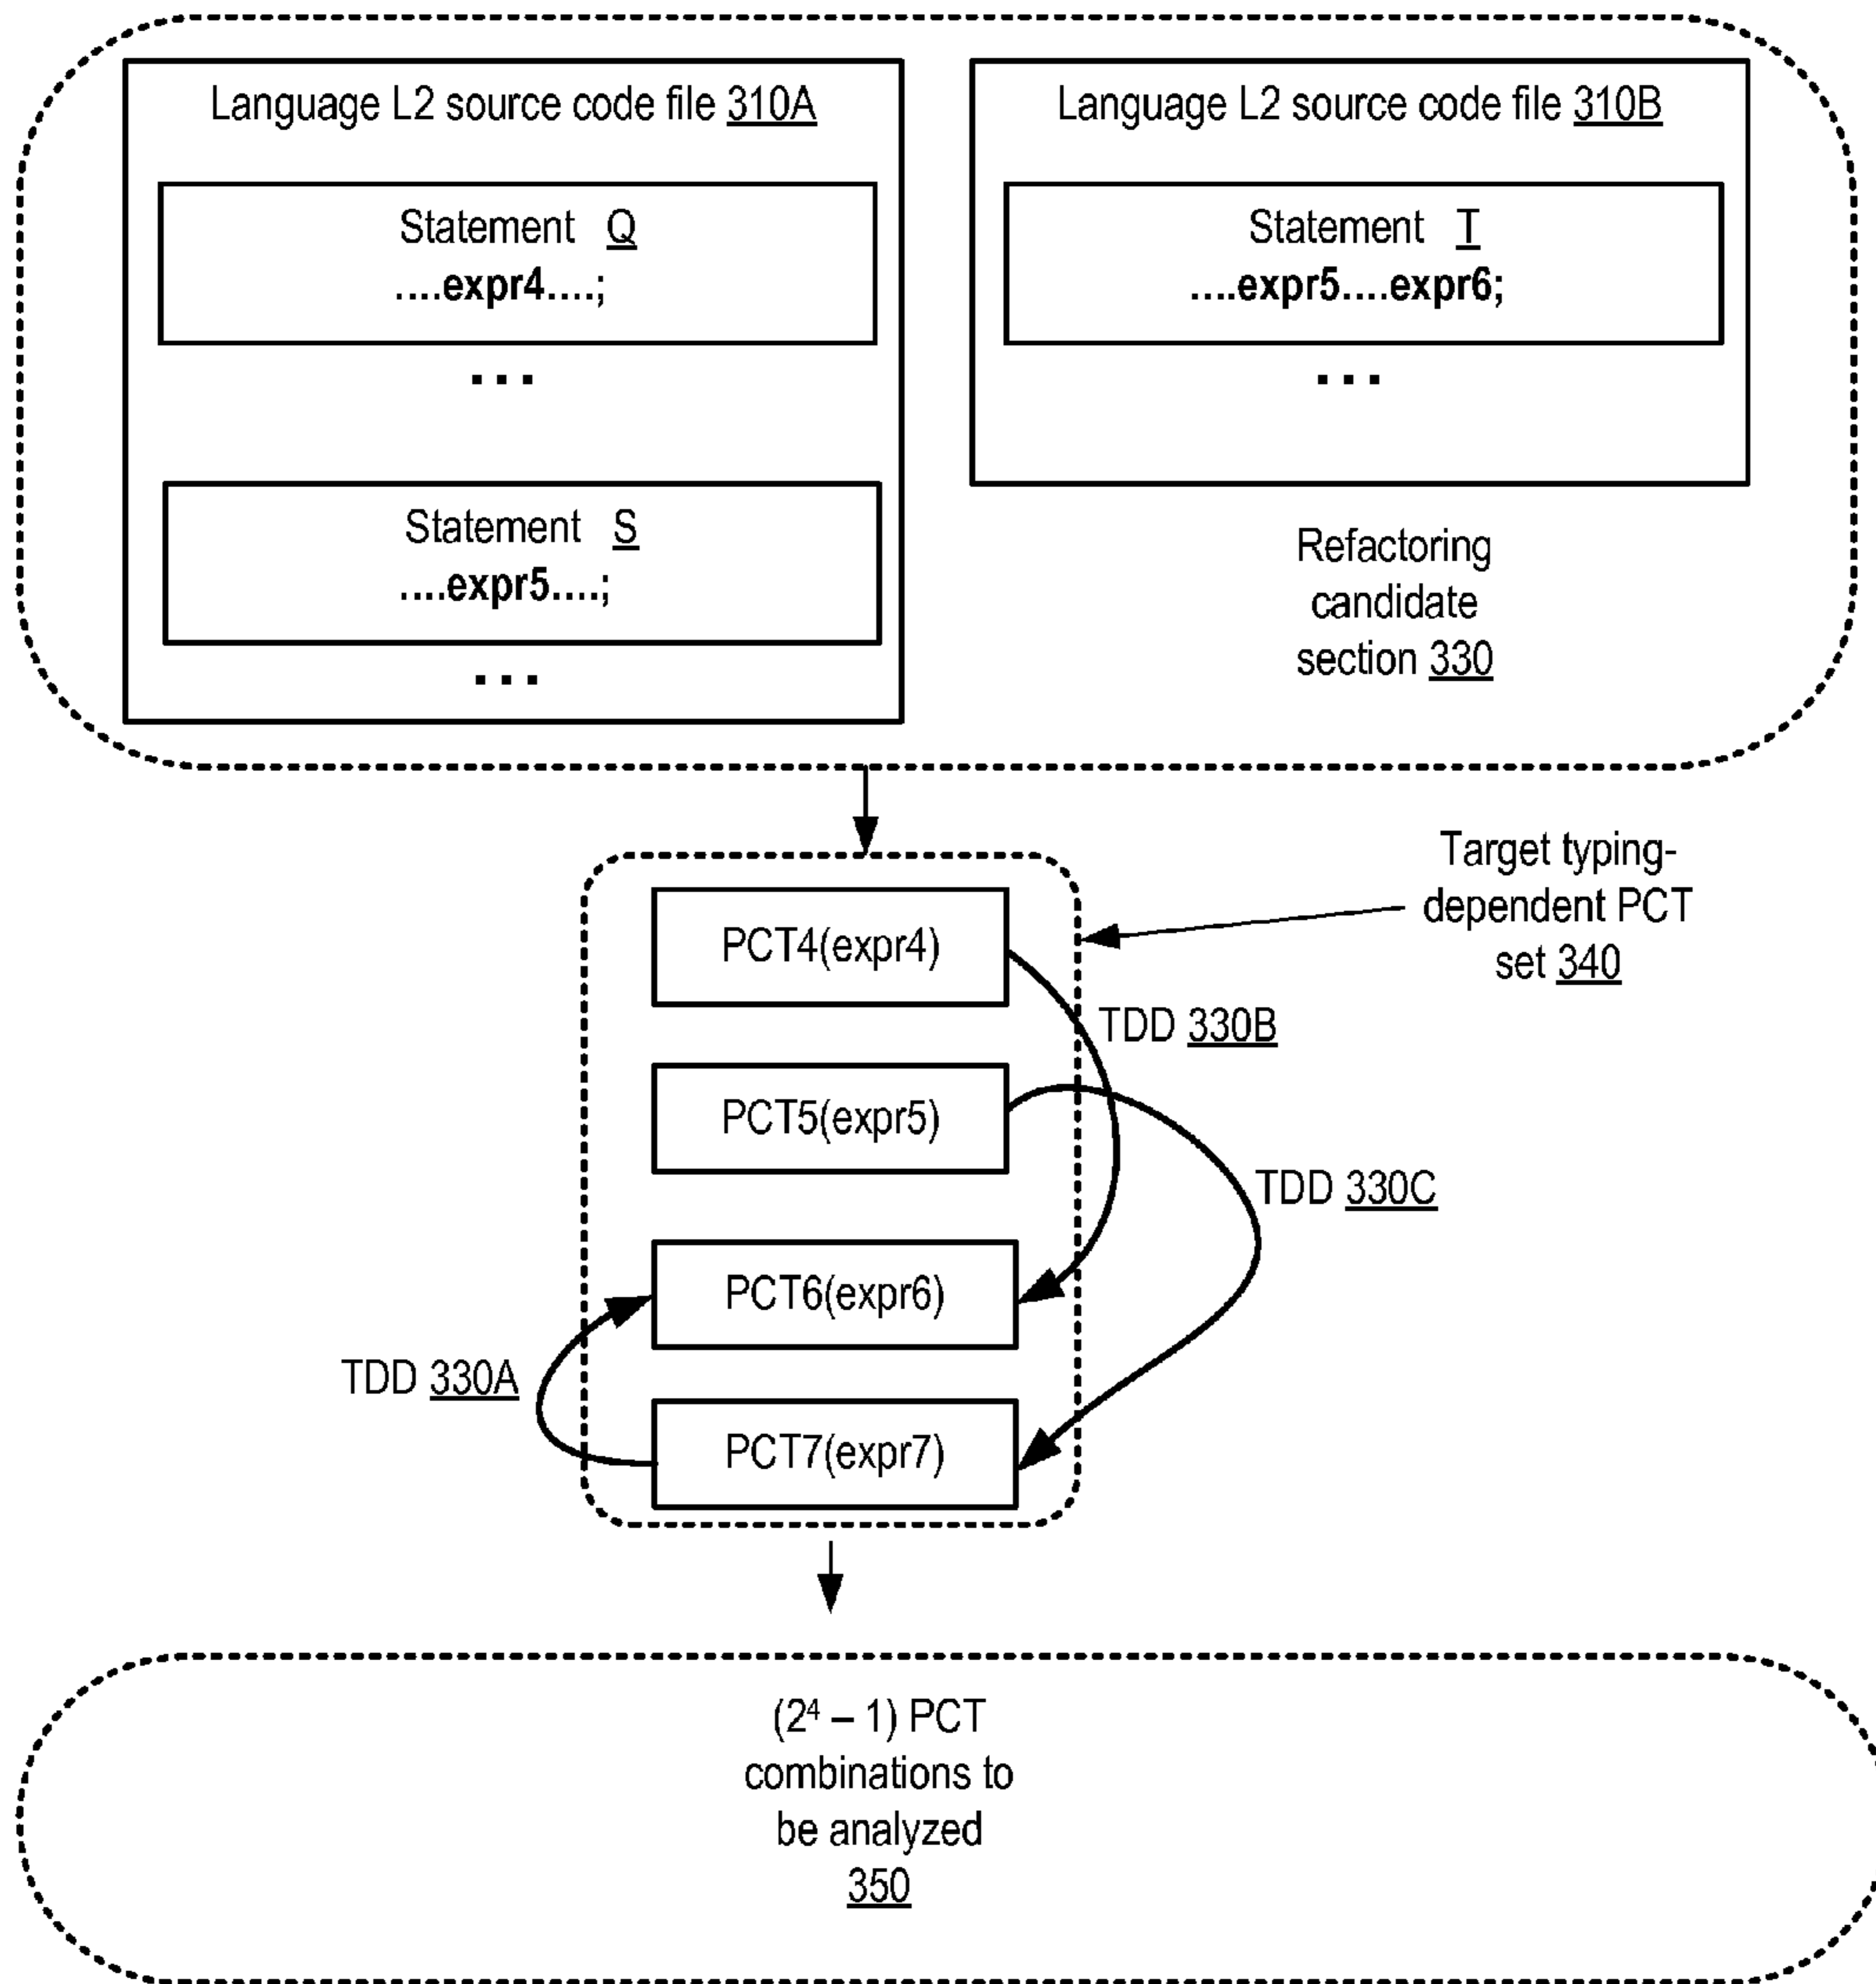 Language L2 source code file 310A
Statement Q
....expr4....;
...
Statement S
....expr5....;
...
Language L2 source code file 310B
Statement T
....expr5....expr6;
...
Refactoring
candidate
section 330
Target typing-
dependent PCT
set 340
PCT4(expr4)
TDD 330B
PCT5(expr5)
TDD 330C
PCT6(expr6)
TDD 330A
PCT7(expr7)
(2⁴ – 1) PCT
combinations to
be analyzed
350